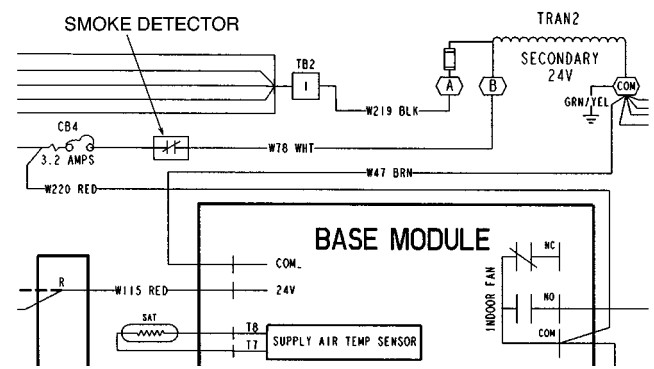 SMOKE DETECTOR
TRAN2
SECONDARY
24V
TB2
1
A
B
COM
GRN/YEL
W219 BLK
CB4
3.2 AMPS
W78 WHT
W47 BRN
W220 RED
BASE MODULE
COM
24V
R
W115 RED
SAT
T8
T7
SUPPLY AIR TEMP SENSOR
INDOOR FAN
NC
NO
COM